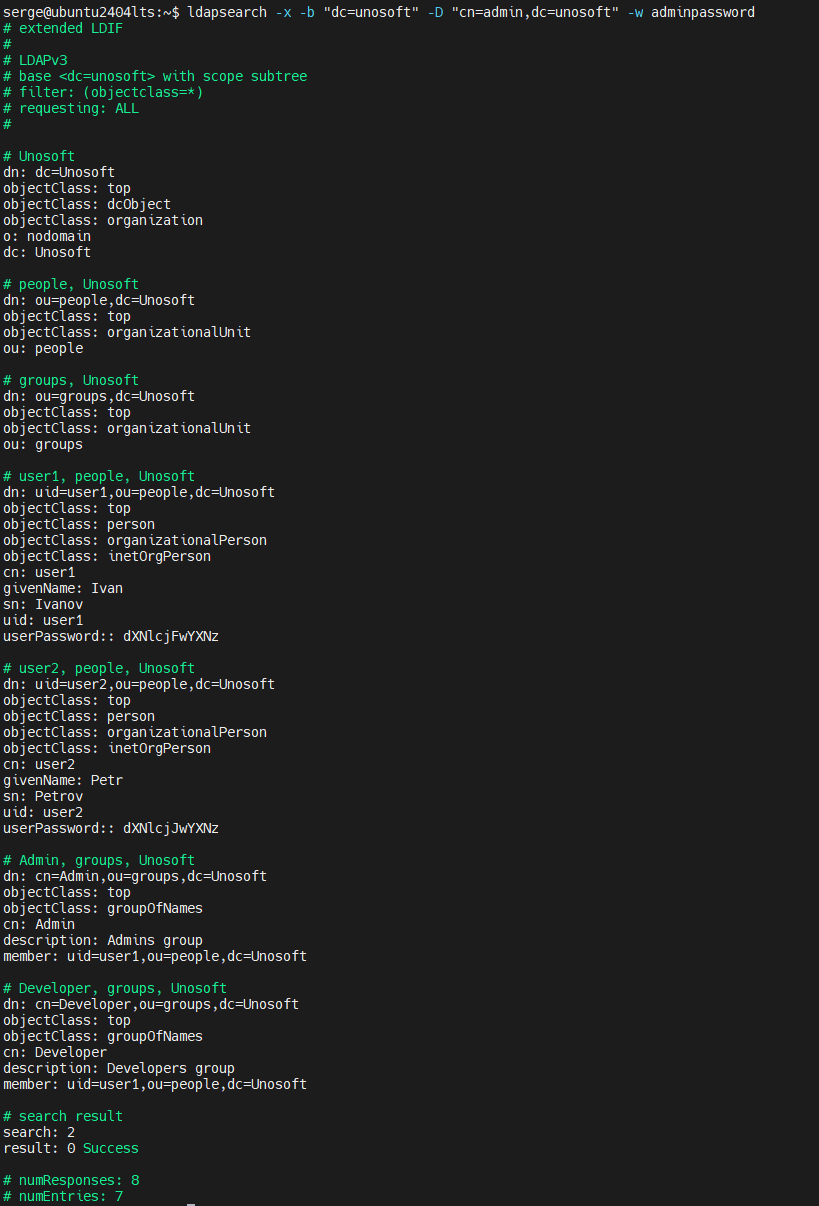 serge@ubuntu2404lts:~$ ldapsearch -x -b "dc=unosoft" -D "cn=admin,dc=unosoft" -w adminpassword
# extended LDIF
#
# LDAPv3
# base <dc=unosoft> with scope subtree
# filter: (objectclass=*)
# requesting: ALL
#
# Unosoft
dn: dc=Unosoft
objectClass: top
objectClass: dcObject
objectClass: organization
o: nodomain
dc: Unosoft
# people, Unosoft
dn: ou=people,dc=Unosoft
objectClass: top
objectClass: organizationalUnit
ou: people
# groups, Unosoft
dn: ou=groups,dc=Unosoft
objectClass: top
objectClass: organizationalUnit
ou: groups
# user1, people, Unosoft
dn: uid=user1,ou=people,dc=Unosoft
objectClass: top
objectClass: person
objectClass: organizationalPerson
objectClass: inetOrgPerson
cn: user1
givenName: Ivan
sn: Ivanov
uid: user1
userPassword:: dXNlcjFwYXNz
# user2, people, Unosoft
dn: uid=user2,ou=people,dc=Unosoft
objectClass: top
objectClass: person
objectClass: organizationalPerson
objectClass: inetOrgPerson
cn: user2
givenName: Petr
sn: Petrov
uid: user2
userPassword:: dXNlcjJwYXNz
# Admin, groups, Unosoft
dn: cn=Admin,ou=groups,dc=Unosoft
objectClass: top
objectClass: groupOfNames
cn: Admin
description: Admins group
member: uid=user1,ou=people,dc=Unosoft
# Developer, groups, Unosoft
dn: cn=Developer,ou=groups,dc=Unosoft
objectClass: top
objectClass: groupOfNames
cn: Developer
description: Developers group
member: uid=user1,ou=people,dc=Unosoft
# search result
search: 2
result: 0 Success
# numResponses: 8
# numEntries: 7